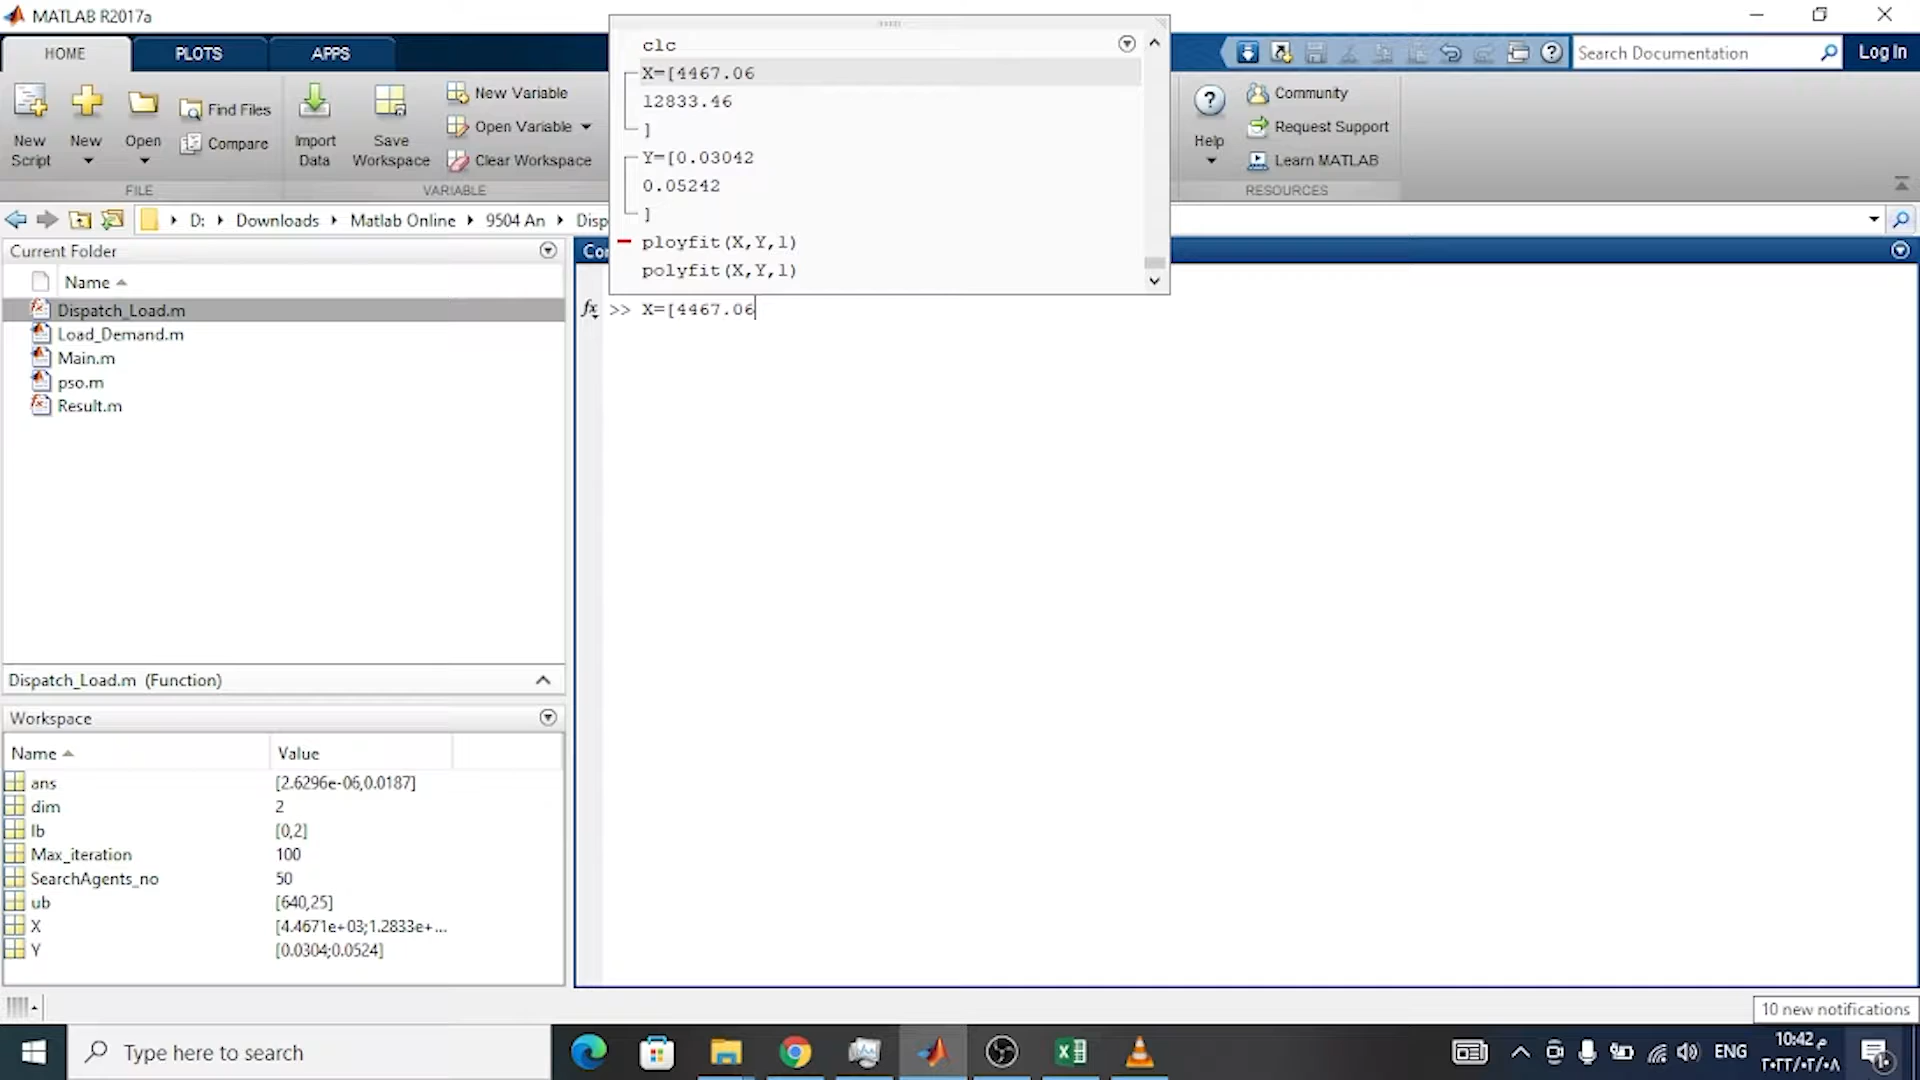 MATLAB R2017a
HOME
PLOTS
APPS
Search Documentation
Log In
New Script
New
Open
Find Files
Compare
Import Data
Save Workspace
New Variable
Open Variable
Clear Workspace
Help
Community
Request Support
Learn MATLAB
FILE
VARIABLE
RESOURCES
clc
X=[4467.06
12833.46
]
Y=[0.03042
0.05242
]
ployfit(X,Y,1)
polyfit(X,Y,1)
D:
Downloads
Matlab Online
9504 An
Disp
Current Folder
Name
Dispatch_Load.m
Load_Demand.m
Main.m
pso.m
Result.m
Dispatch_Load.m (Function)
Con
fx >> X=[4467.06
Workspace
Name Value
ans [2.6296e-06,0.0187]
dim 2
lb [0,2]
Max_iteration 100
SearchAgents_no 50
ub [640,25]
X [4.4671e+03;1.2833e+...
Y [0.0304;0.0524]
10 new notifications
Type here to search
ENG
10:42 م
٢٠٢٢/٠٢/٠٨